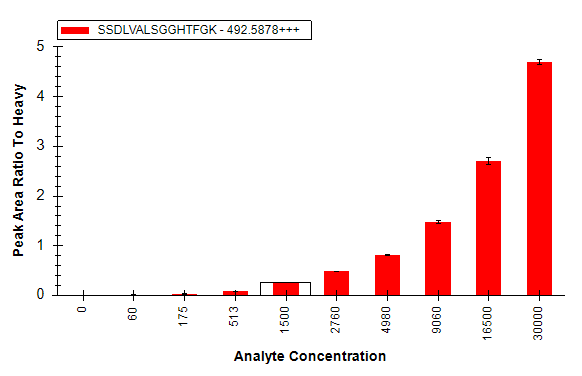 SSDLVALSGGHTFGK - 492.5878+++
5
4
3
2
1
0
Peak Area Ratio To Heavy
0 60 175 513 1500 2760 4980 9060 16500 30000
Analyte Concentration